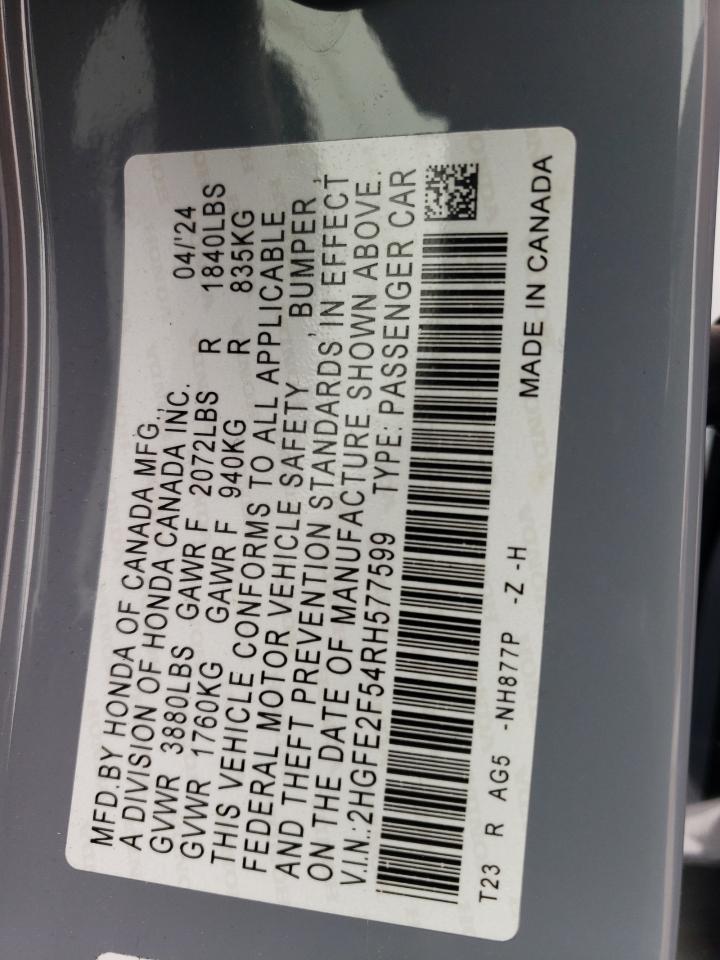 MFD.BY HONDA OF CANADA MFG.,
A DIVISION OF HONDA CANADA INC. 04/'24
GVWR 3880LBS GAWR F 2072LBS R 1840LBS
GVWR 1760KG GAWR F 940KG R 835KG
THIS VEHICLE CONFORMS TO ALL APPLICABLE
FEDERAL MOTOR VEHICLE SAFETY , BUMPER ,
AND THEFT PREVENTION STANDARDS IN EFFECT
ON THE DATE OF MANUFACTURE SHOWN ABOVE.
V.I.N.:2HGFE2F54RH577599 TYPE: PASSENGER CAR
T23 R AG5 -NH877P -Z -H MADE IN CANADA